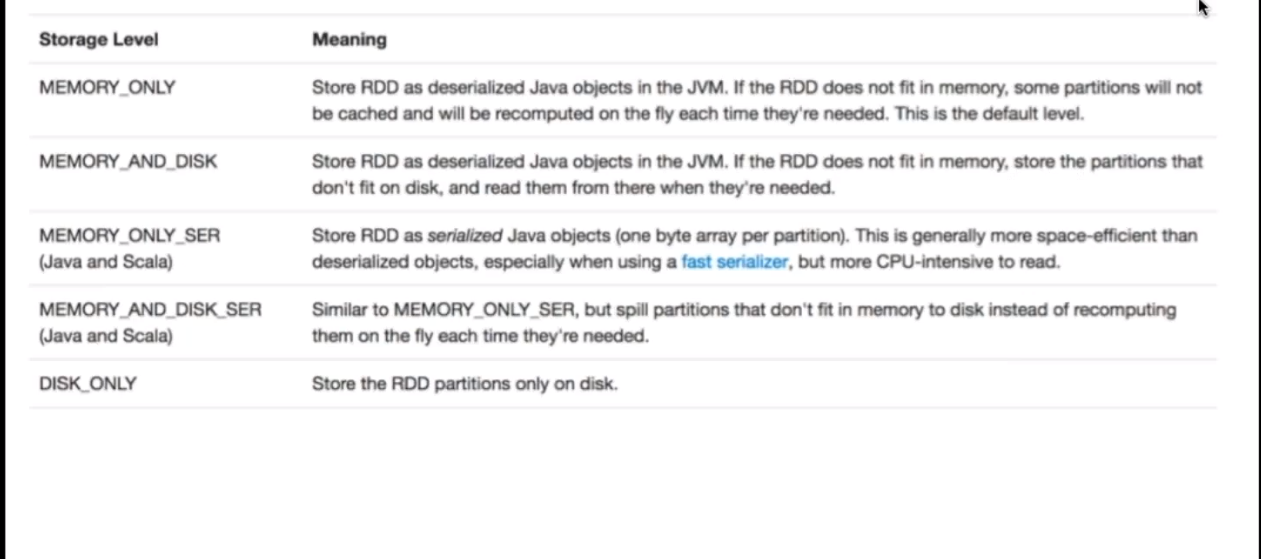 Storage Level Meaning
MEMORY_ONLY Store RDD as deserialized Java objects in the JVM. If the RDD does not fit in memory, some partitions will not
be cached and will be recomputed on the fly each time they're needed. This is the default level.
MEMORY_AND_DISK Store RDD as deserialized Java objects in the JVM. If the RDD does not fit in memory, store the partitions that
don't fit on disk, and read them from there when they're needed.
MEMORY_ONLY_SER Store RDD as serialized Java objects (one byte array per partition). This is generally more space-efficient than
(Java and Scala) deserialized objects, especially when using a fast serializer, but more CPU-intensive to read.
MEMORY_AND_DISK_SER Similar to MEMORY_ONLY_SER, but spill partitions that don't fit in memory to disk instead of recomputing
(Java and Scala) them on the fly each time they're needed.
DISK_ONLY Store the RDD partitions only on disk.